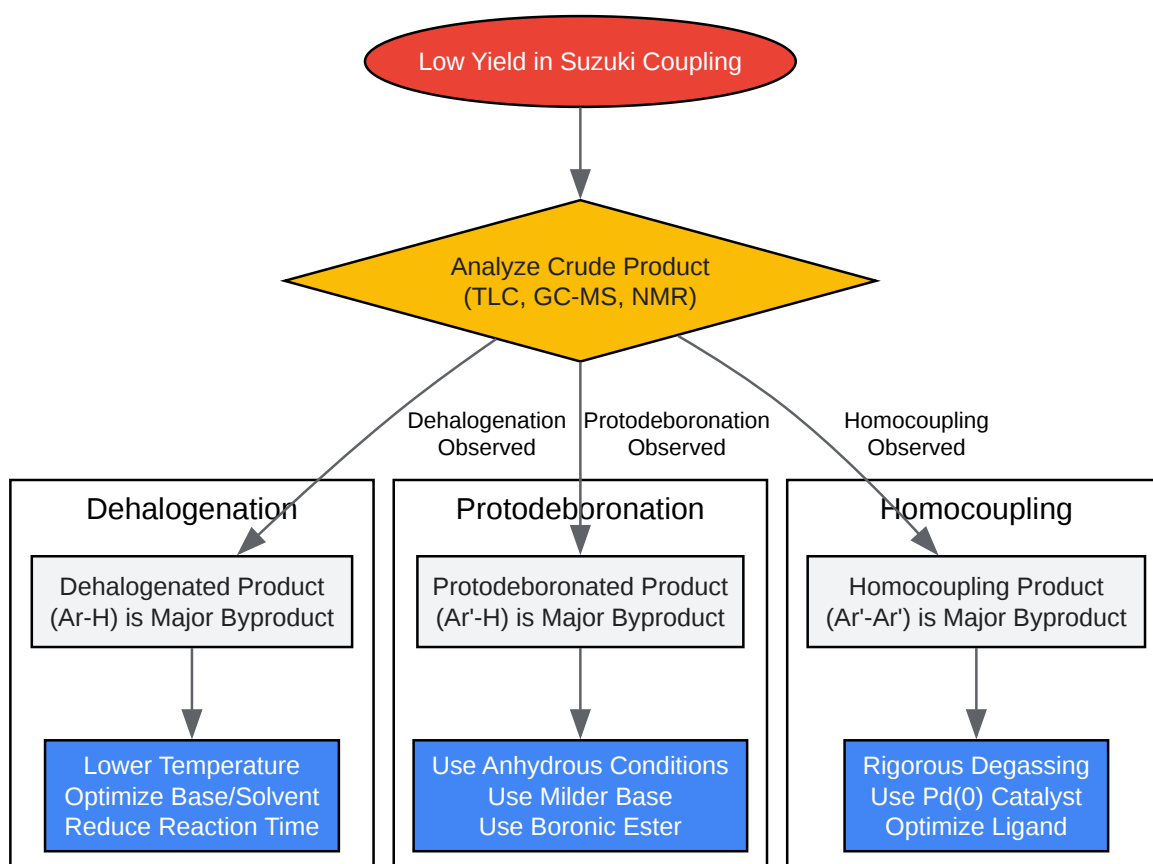 Low Yield in Suzuki Coupling
Analyze Crude Product
(TLC, GC-MS, NMR)
Dehalogenation
Observed
Protodeboronation
Observed
Homocoupling
Observed
Dehalogenation
Dehalogenated Product
(Ar-H) is Major Byproduct
Lower Temperature
Optimize Base/Solvent
Reduce Reaction Time
Protodeboronation
Protodeboronated Product
(Ar'-H) is Major Byproduct
Use Anhydrous Conditions
Use Milder Base
Use Boronic Ester
Homocoupling
Homocoupling Product
(Ar'-Ar') is Major Byproduct
Rigorous Degassing
Use Pd(0) Catalyst
Optimize Ligand